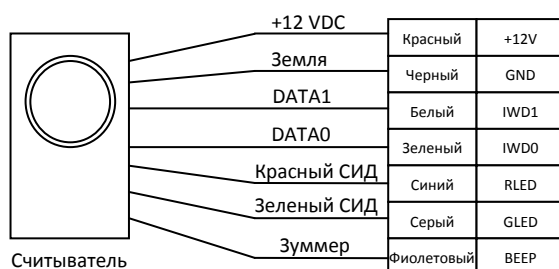 +12 VDC
Красный +12V
Земля
Черный GND
DATA1
Белый IWD1
DATA0
Зеленый IWD0
Красный СИД
Синий RLED
Зеленый СИД
Серый GLED
Зуммер
Фиолетовый BEEP
Считыватель